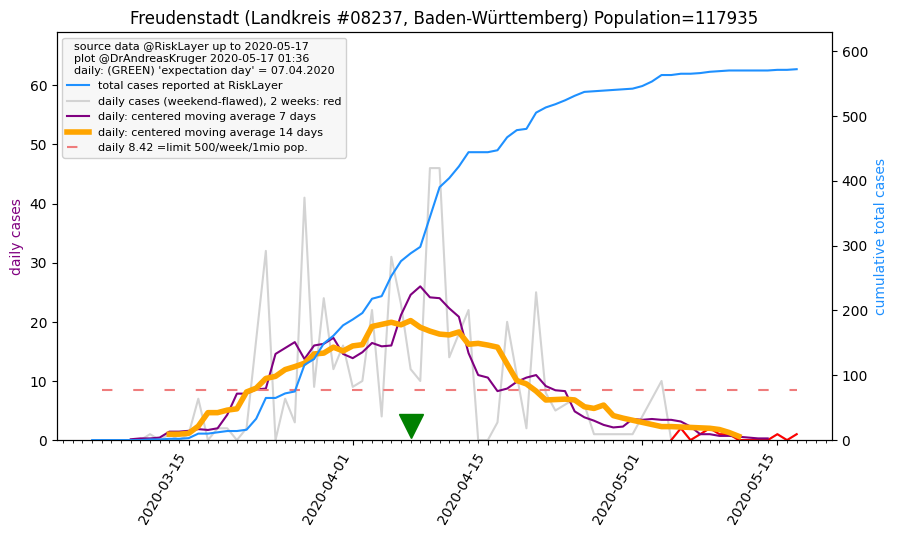 Freudenstadt (Landkreis #08237, Baden-Württemberg) Population=117935
source data @RiskLayer up to 2020-05-17
plot @DrAndreasKruger 2020-05-17 01:36
daily: (GREEN) 'expectation day' = 07.04.2020
total cases reported at RiskLayer
daily cases (weekend-flawed), 2 weeks: red
daily: centered moving average 7 days
daily: centered moving average 14 days
daily 8.42 =limit 500/week/1mio pop.
daily cases
0
10
20
30
40
50
60
cumulative total cases
0
100
200
300
400
500
600
2020-03-15
2020-04-01
2020-04-15
2020-05-01
2020-05-15